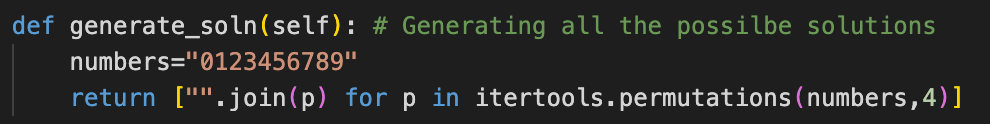 def generate_soln(self): # Generating all the possilbe solutions
numbers="0123456789"
return ["".join(p) for p in itertools.permutations(numbers,4)]